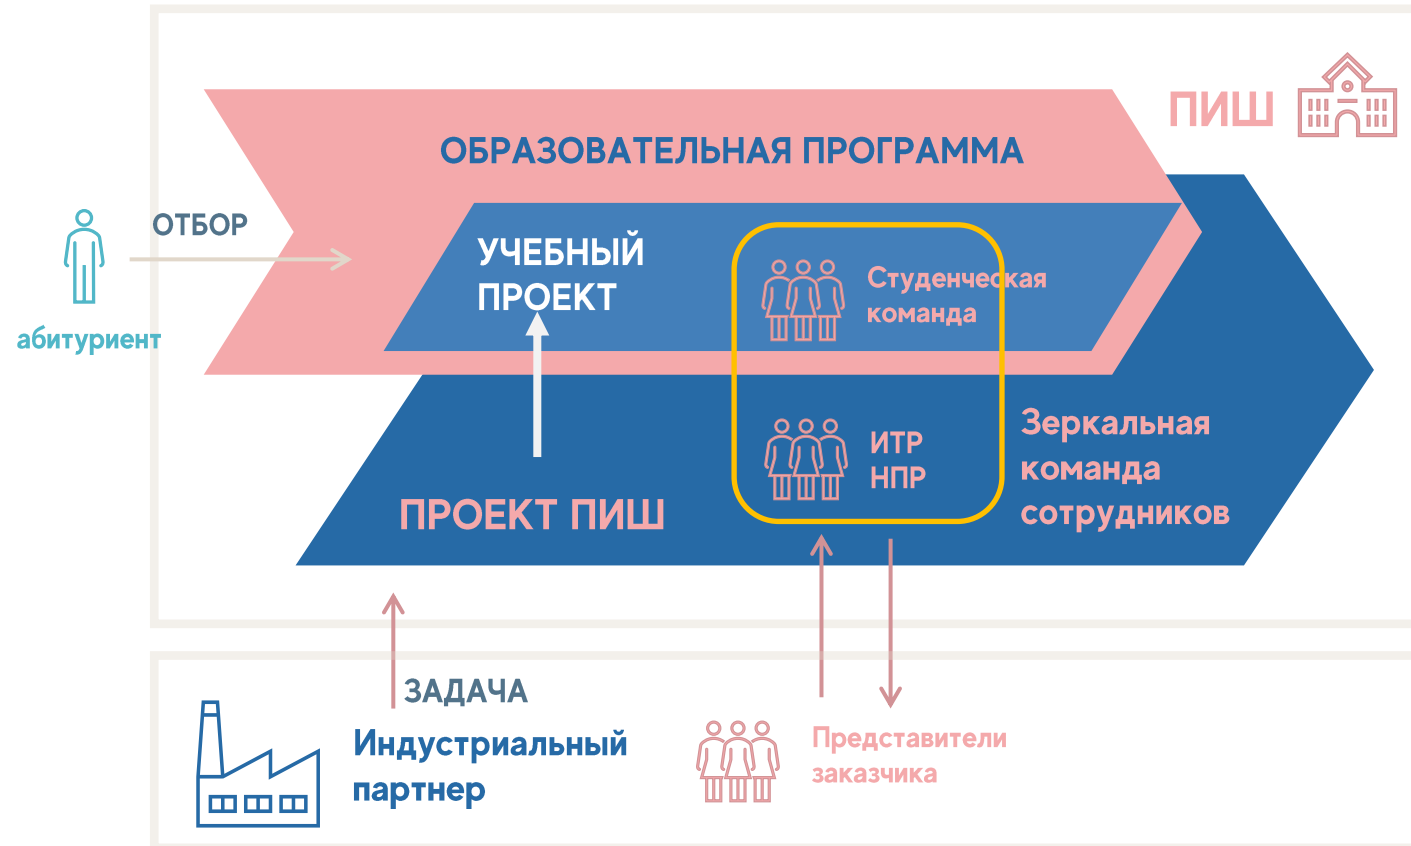 ПИШ
ОБРАЗОВАТЕЛЬНАЯ ПРОГРАММА
ОТБОР
абитуриент
УЧЕБНЫЙ
ПРОЕКТ
Студенческая
команда
ИТР
НПР
Зеркальная
команда
сотрудников
ПРОЕКТ ПИШ
ЗАДАЧА
Индустриальный
партнер
Представители
заказчика